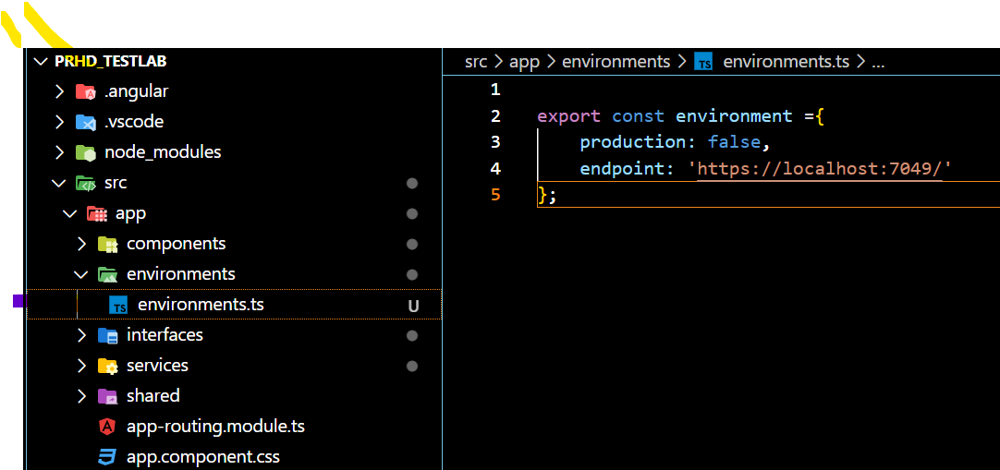 PRHD_TESTLAB
.angular
.vscode
node_modules
src
app
components
environments
environments.ts U
interfaces
services
shared
app-routing.module.ts
app.component.css
src > app > environments > TS environments.ts > ...
1
2 export const environment ={
3 production: false,
4 endpoint: 'https://localhost:7049/'
5 };